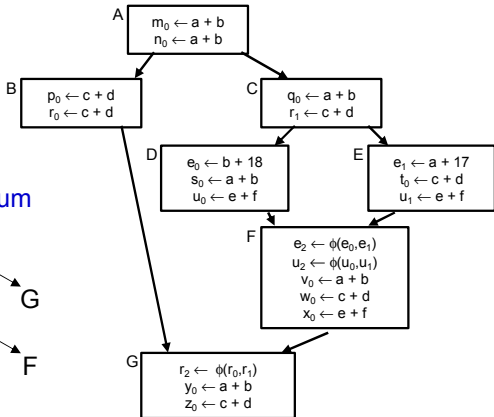 A
m₀ ← a + b
n₀ ← a + b
B
p₀ ← c + d
r₀ ← c + d
C
q₀ ← a + b
r₁ ← c + d
D
e₀ ← b + 18
s₀ ← a + b
u₀ ← e + f
E
e₁ ← a + 17
t₀ ← c + d
u₁ ← e + f
um
F
e₂ ← ϕ(e₀,e₁)
u₂ ← ϕ(u₀,u₁)
v₀ ← a + b
w₀ ← c + d
x₀ ← e + f
G
F
G
r₂ ← ϕ(r₀,r₁)
y₀ ← a + b
z₀ ← c + d